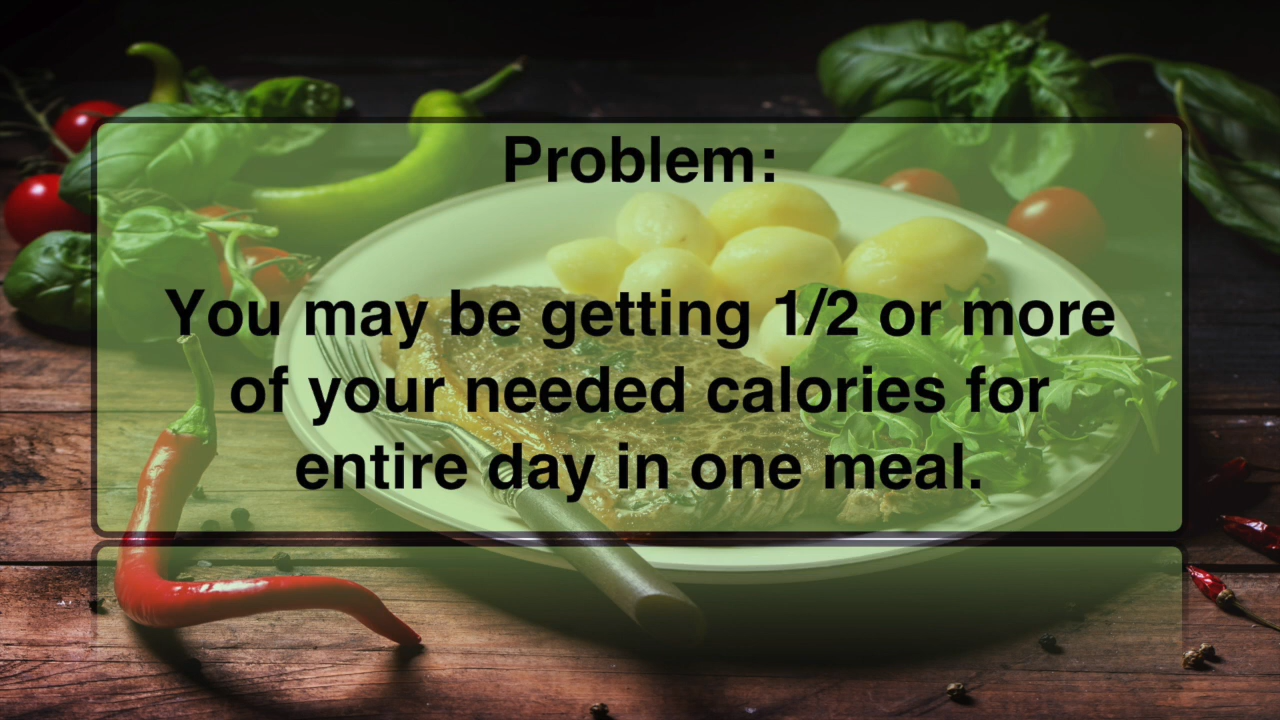 Problem:
You may be getting 1/2 or more
of your needed calories for
entire day in one meal.